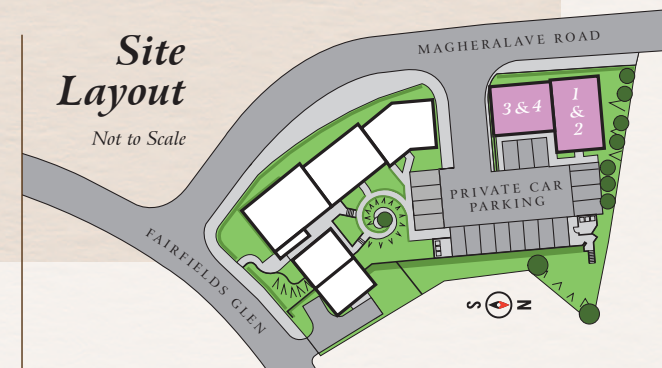 Site
Layout
Not to Scale
MAGHERALAVE ROAD
3 & 4
1
&
2
PRIVATE CAR
PARKING
FAIRFIELDS GLEN
S
N